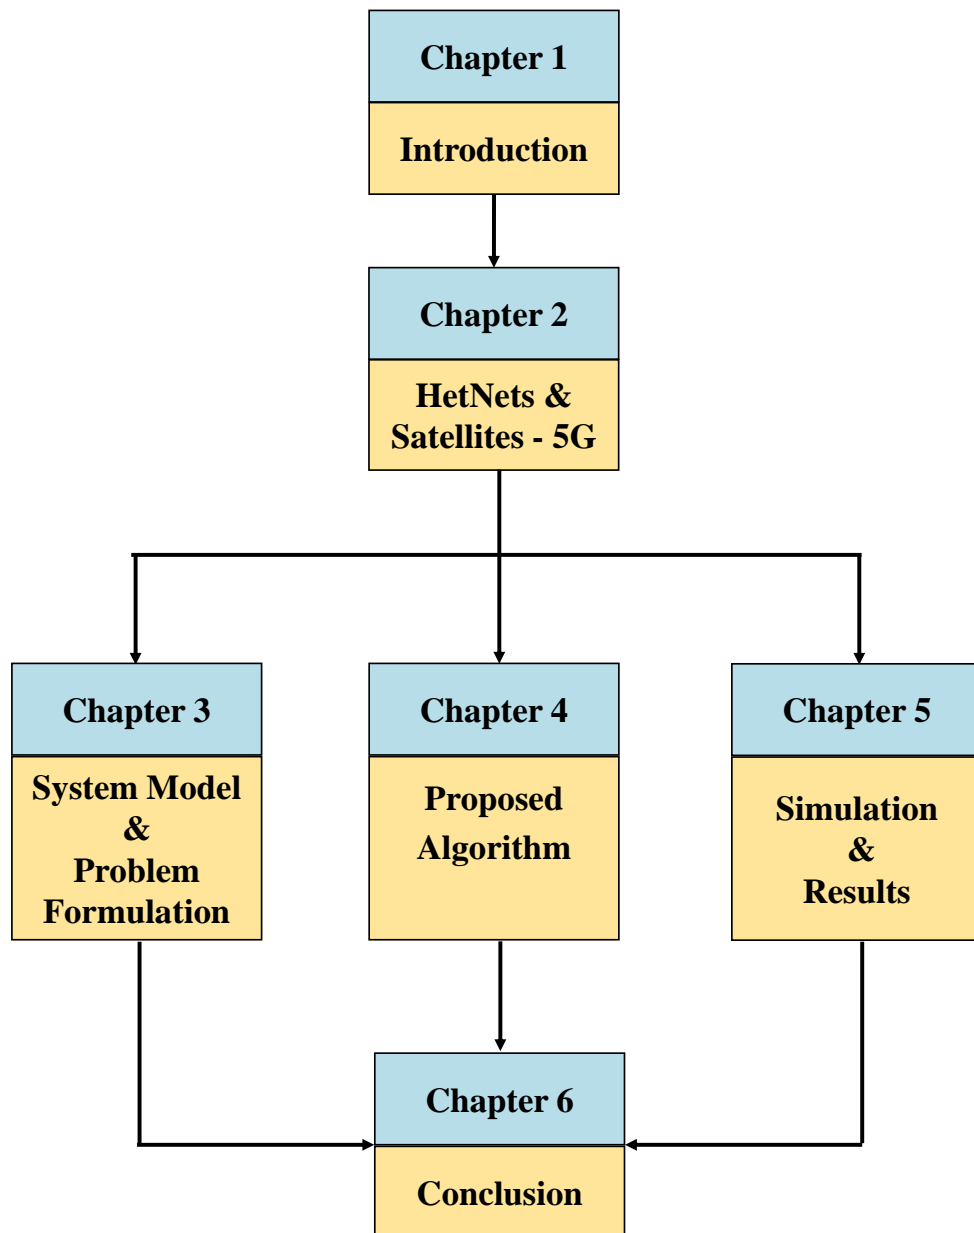 Chapter 1
Introduction
Chapter 2
HetNets &
Satellites - 5G
Chapter 3
System Model
&
Problem
Formulation
Chapter 4
Proposed
Algorithm
Chapter 5
Simulation
&
Results
Chapter 6
Conclusion